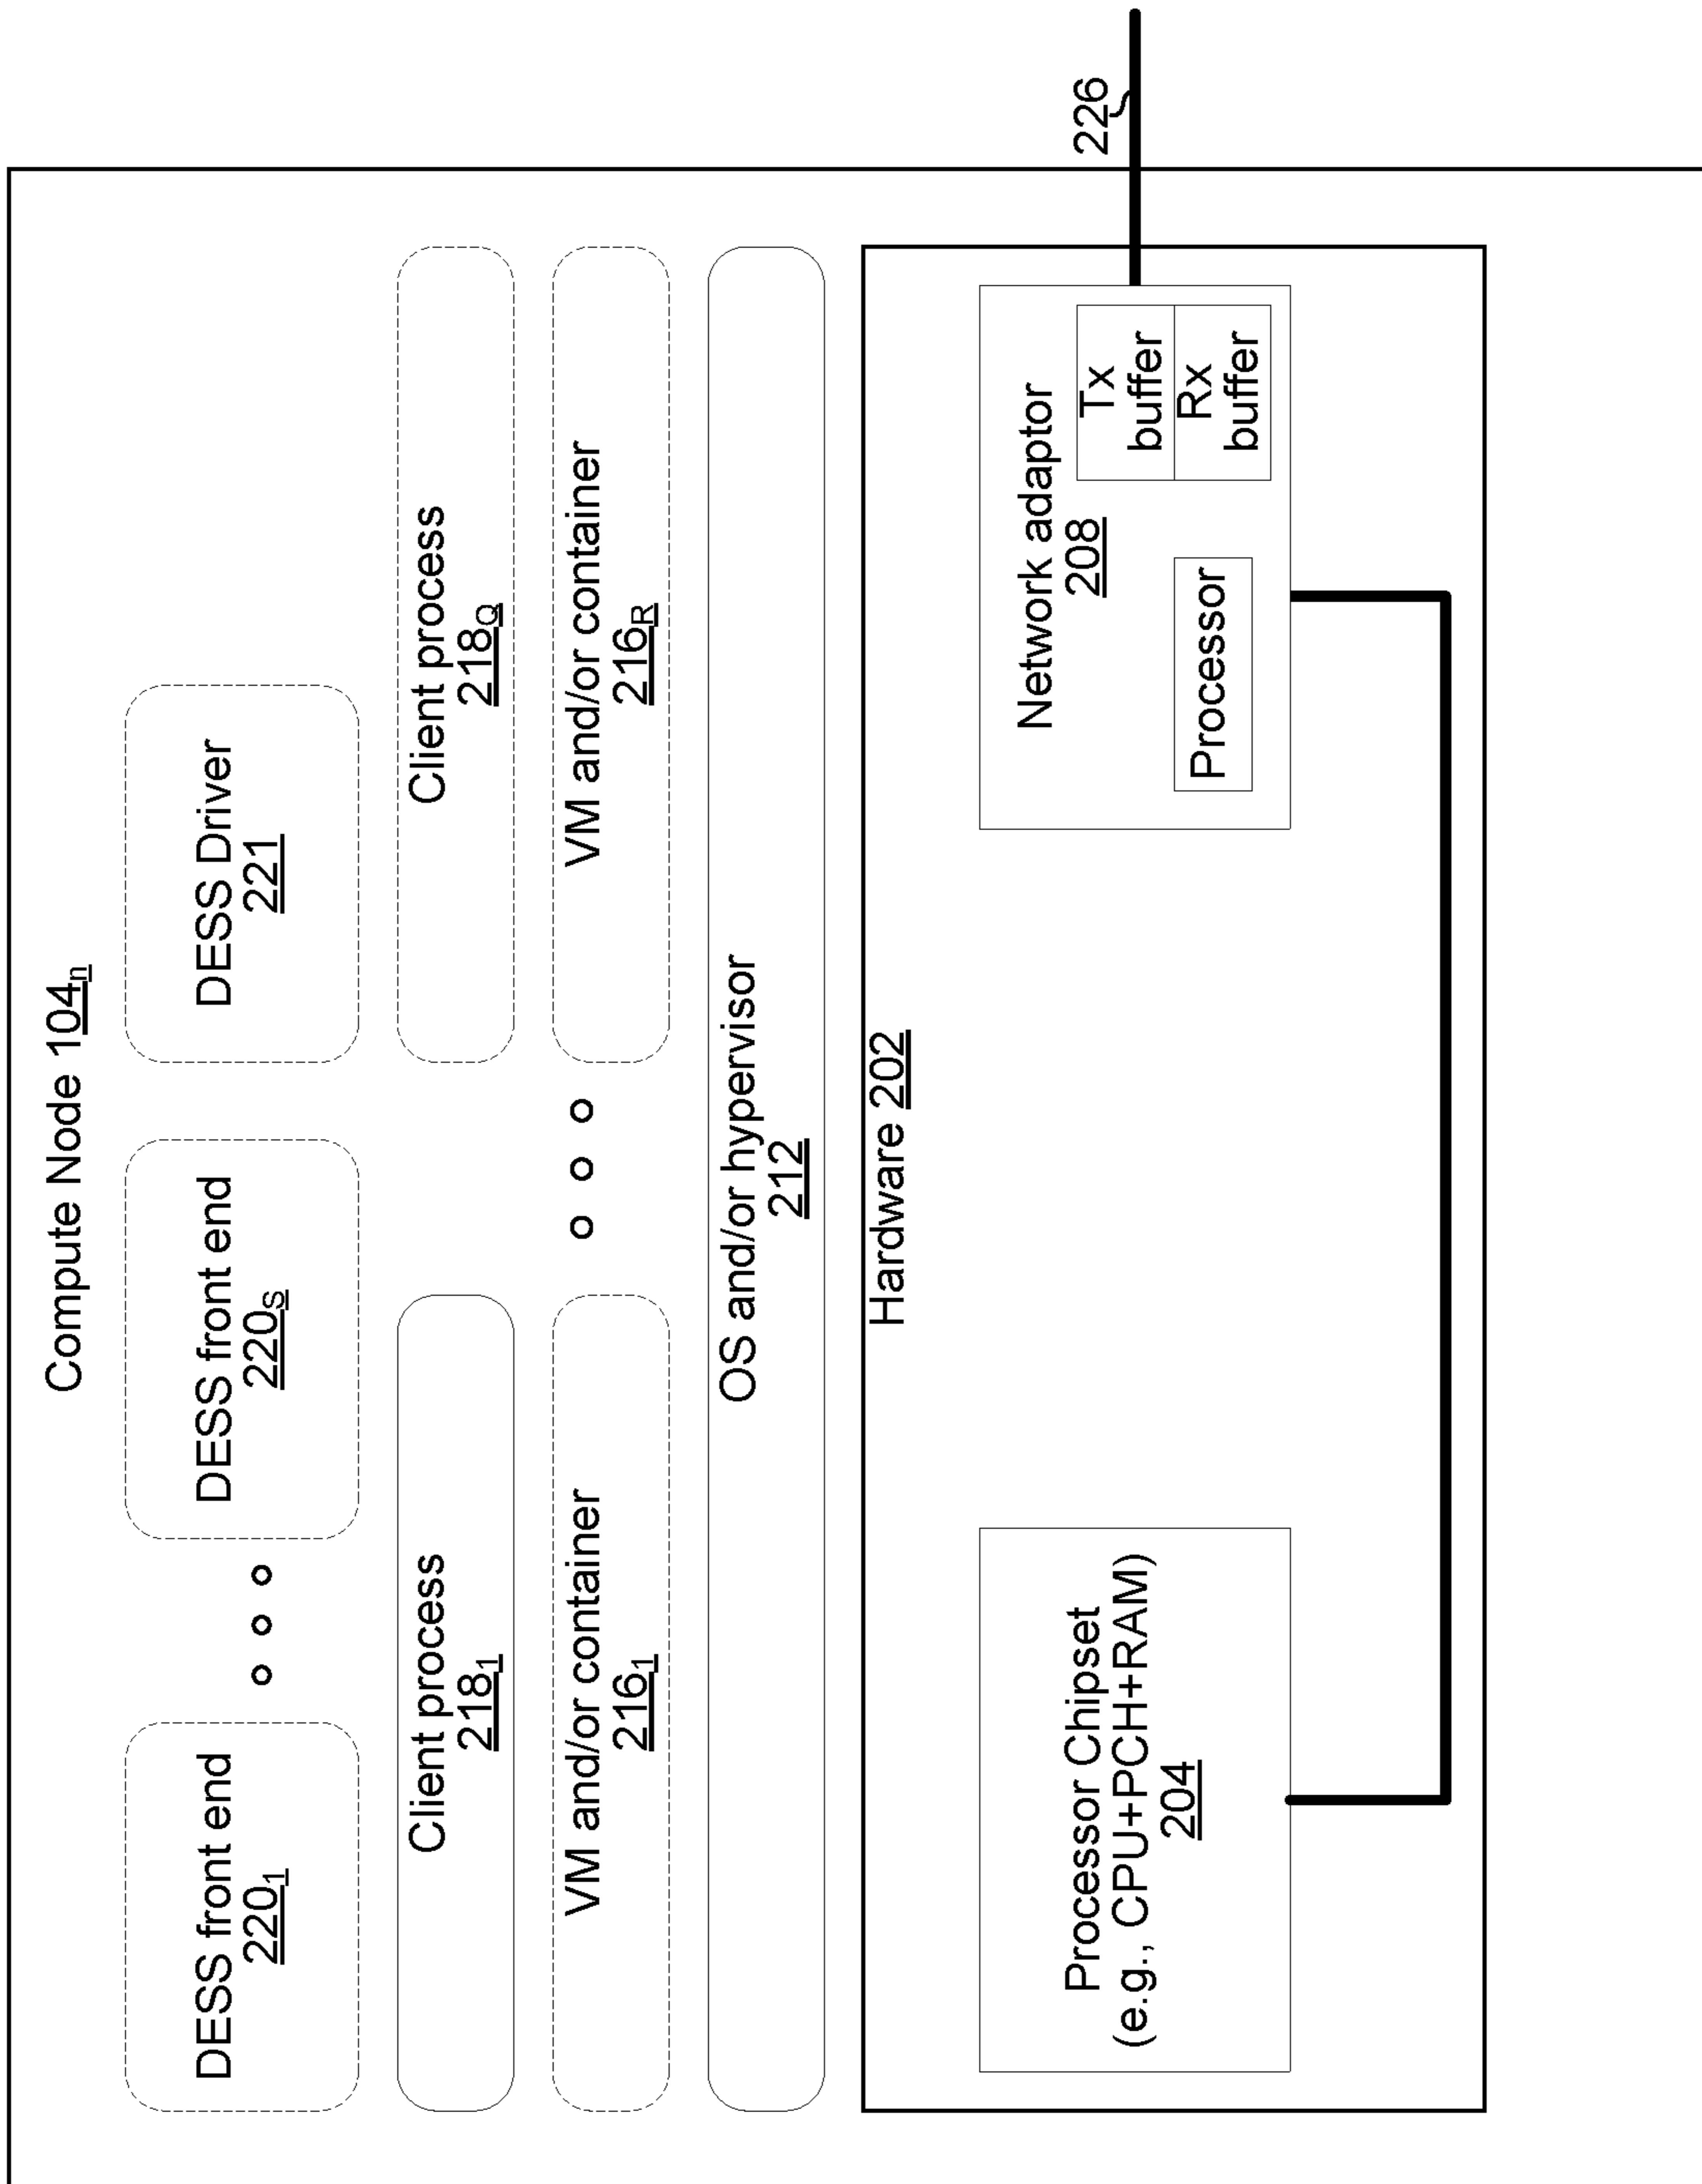 Compute Node 104n
DESS front end
2201
DESS front end
220S
DESS Driver
221
Client process
2181
Client process
218Q
VM and/or container
2161
VM and/or container
216R
OS and/or hypervisor
212
Hardware 202
Processor Chipset
(e.g., CPU+PCH+RAM)
204
Network adaptor
208
Processor
Tx
buffer
Rx
buffer
226